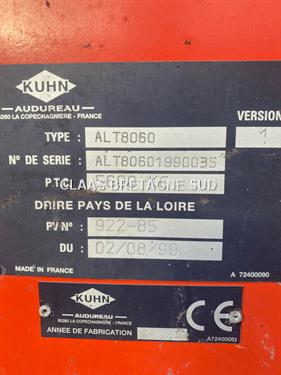 KUHN
AUDUREAU
85260 LA COPECHAGNIERE - FRANCE
VERSION
TYPE : ALT8060 1
N° DE SERIE : ALT80601990035
P.T.C
CLAAS BRETAGNE SUD
DRIRE PAYS DE LA LOIRE
PV N° 922-85
DU : 02/08/99
MADE IN FRANCE
A 72400090
KUHN
AUDUREAU
85260 LA COPECHAGNIERE - FRANCE
ANNEE DE FABRICATION
CE
A72400063